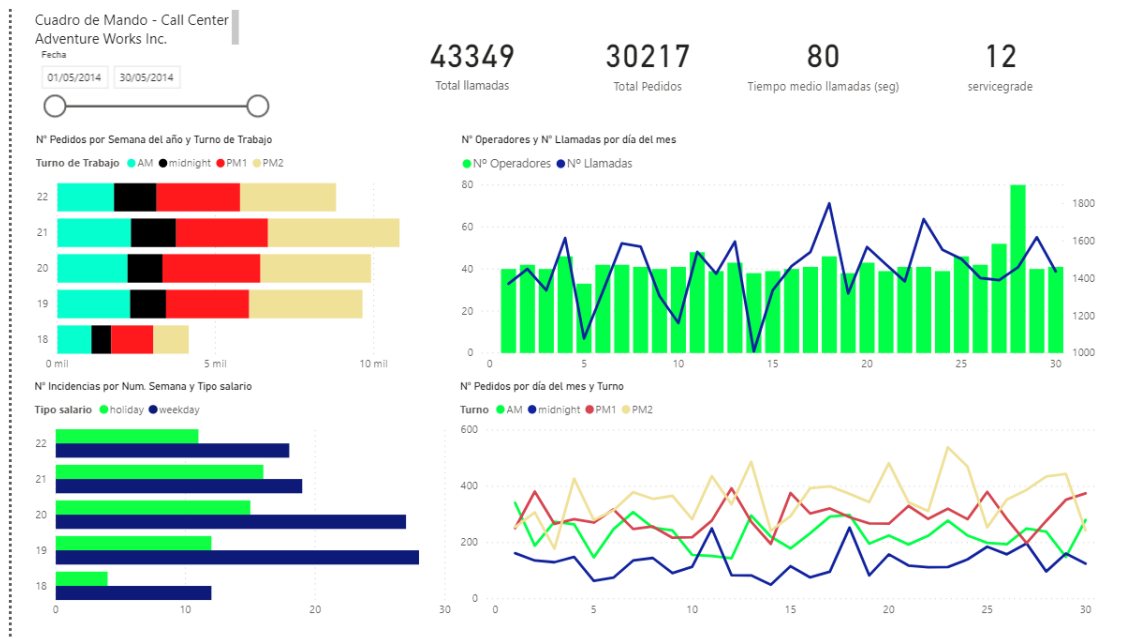 Cuadro de Mando - Call Center
Adventure Works Inc.
Fecha
01/05/2014 30/05/2014
43349 30217 80 12
Total llamadas Total Pedidos Tiempo medio llamadas (seg) servicegrade
N° Pedidos por Semana del año y Turno de Trabajo
Turno de Trabajo AM midnight PM1 PM2
22
21
20
19
18
0 mil 5 mil 10 mil
N° Operadores y N° Llamadas por día del mes
Nº Operadores Nº Llamadas
80
60 1800
40 1600
20 1400
0 1200
1000
0 5 10 15 20 25 30
N° Incidencias por Num. Semana y Tipo salario
Tipo salario holiday weekday
22
21
20
19
18
0 10 20 30
N° Pedidos por día del mes y Turno
Turno AM midnight PM1 PM2
600
400
200
0
0 5 10 15 20 25 30